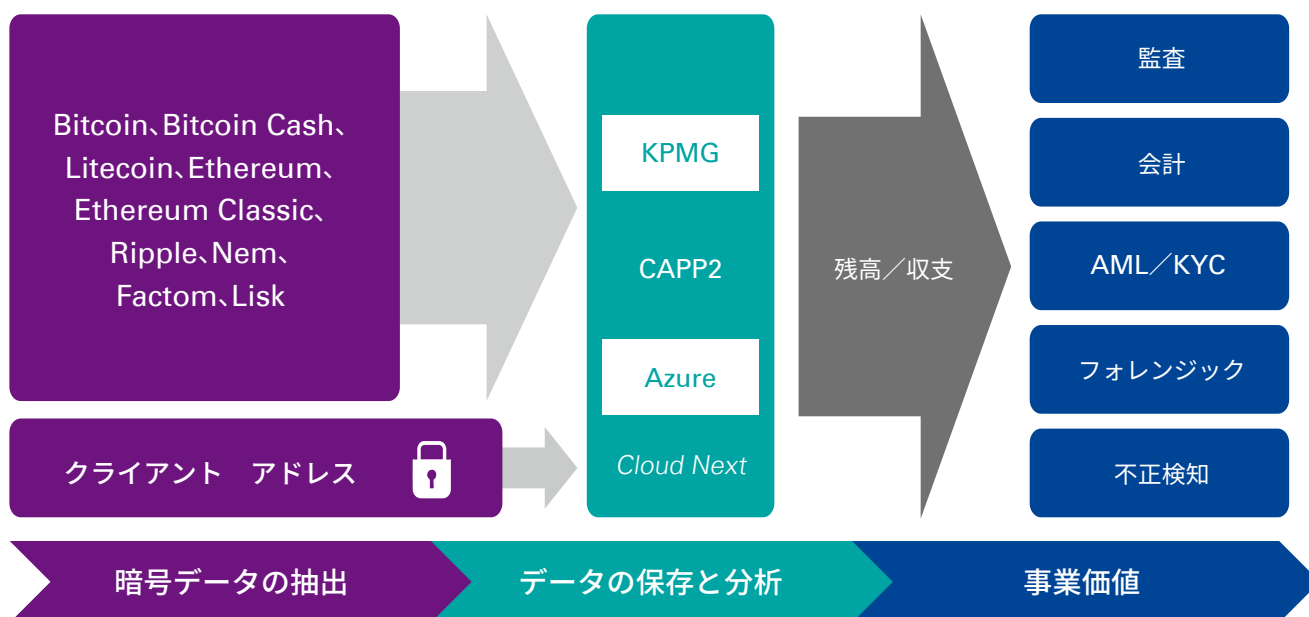 Bitcoin、Bitcoin Cash、
Litecoin、Ethereum、
Ethereum Classic、
Ripple、Nem、
Factom、Lisk
クライアント　アドレス
KPMG
CAPP2
Azure
Cloud Next
残高／収支
監査
会計
AML／KYC
フォレンジック
不正検知
暗号データの抽出
データの保存と分析
事業価値